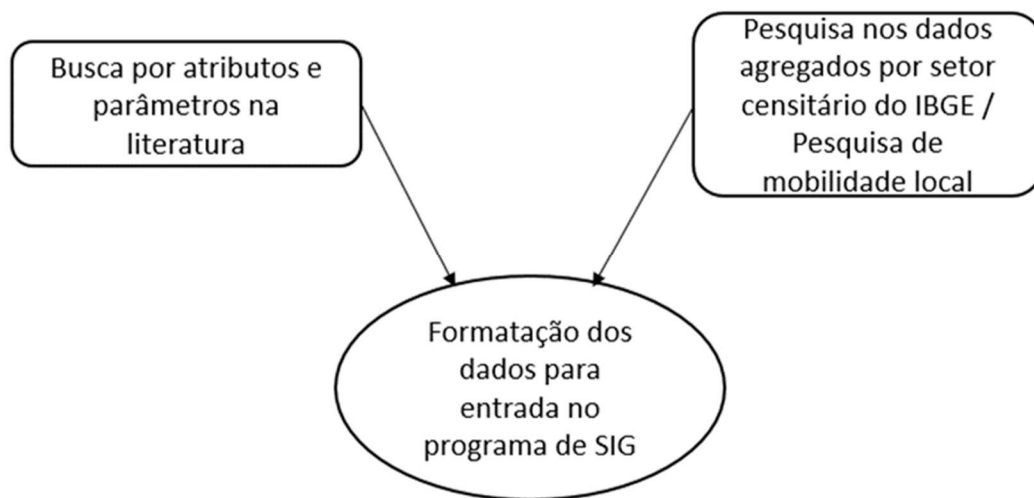 Busca por atributos e
parâmetros na
literatura
Pesquisa nos dados
agregados por setor
censitário do IBGE /
Pesquisa de
mobilidade local
Formatação dos
dados para
entrada no
programa de SIG